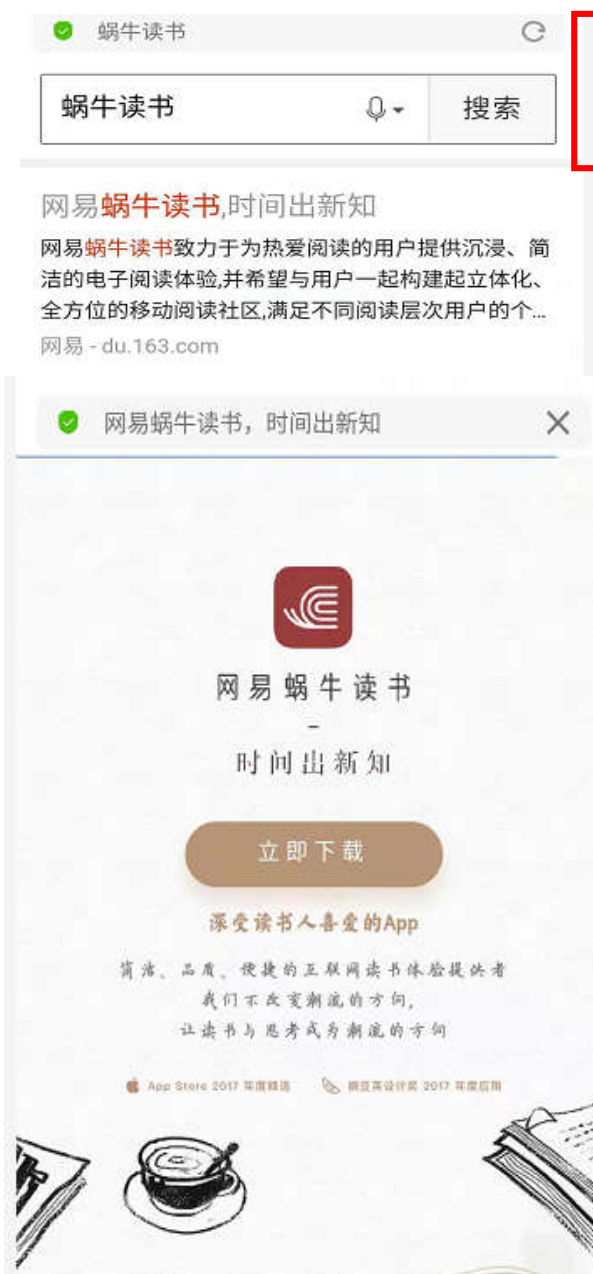 蜗牛读书
蜗牛读书 搜索
网易蜗牛读书,时间出新知
网易蜗牛读书致力于为热爱阅读的用户提供沉浸、简
洁的电子阅读体验,并希望与用户一起构建起立体化、
全方位的移动阅读社区,满足不同阅读层次用户的个...
网易 - du.163.com
网易蜗牛读书，时间出新知
网易蜗牛读书
-
时间出新知
立即下载
深受读书人喜爱的App
简洁、品质、便捷的互联网读书体验提供者
我们不改变潮流的方向,
让读书与思考成为潮流的方向
App Store 2017 年度精选 豌豆荚设计奖 2017 年度应用